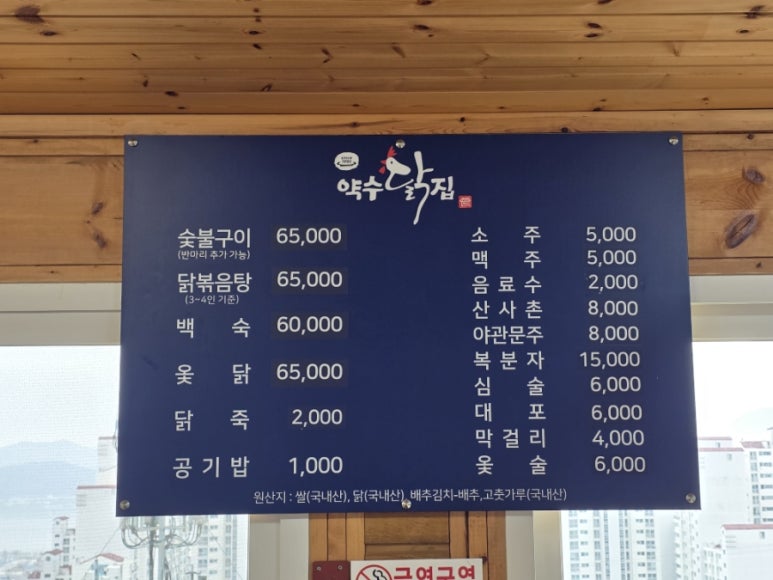 약수닭집
숯불구이 65,000
(반마리 추가 가능)
닭볶음탕 65,000
(3~4인 기준)
백숙 60,000
옻닭 65,000
닭죽 2,000
공기밥 1,000
소주 5,000
맥주 5,000
음료수 2,000
산사춘 8,000
야관문주 8,000
복분자 15,000
심술 6,000
대포 6,000
막걸리 4,000
옻술 6,000
원산지 : 쌀(국내산), 닭(국내산), 배추김치-배추,고춧가루(국내산)
금연구역